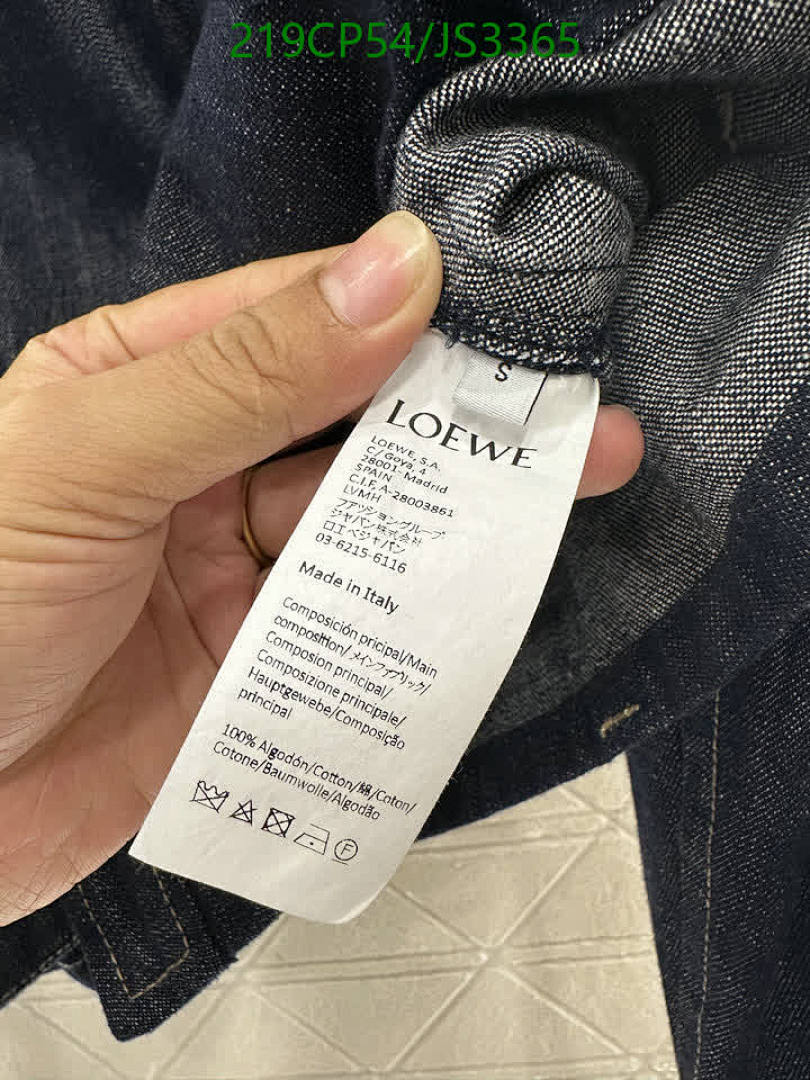 219CP54/JS3365
S
LOEWE
LOEWE, S.A.
C/ Goya, 4
28001- Madrid
SPAIN
C.I.F. A-28003861
LVMH
ファッショングループ
ジャパン株式会社
ロエベジャパン
03-6215-6116
Made in Italy
Composición pricipal/Main
composition/メインファブリック/
Composion principal/
Composizione principale/
Hauptgewebe/Composição
principal
100% Algodón/Cotton/綿/Coton/
Cotone/Baumwolle/Algodão
F